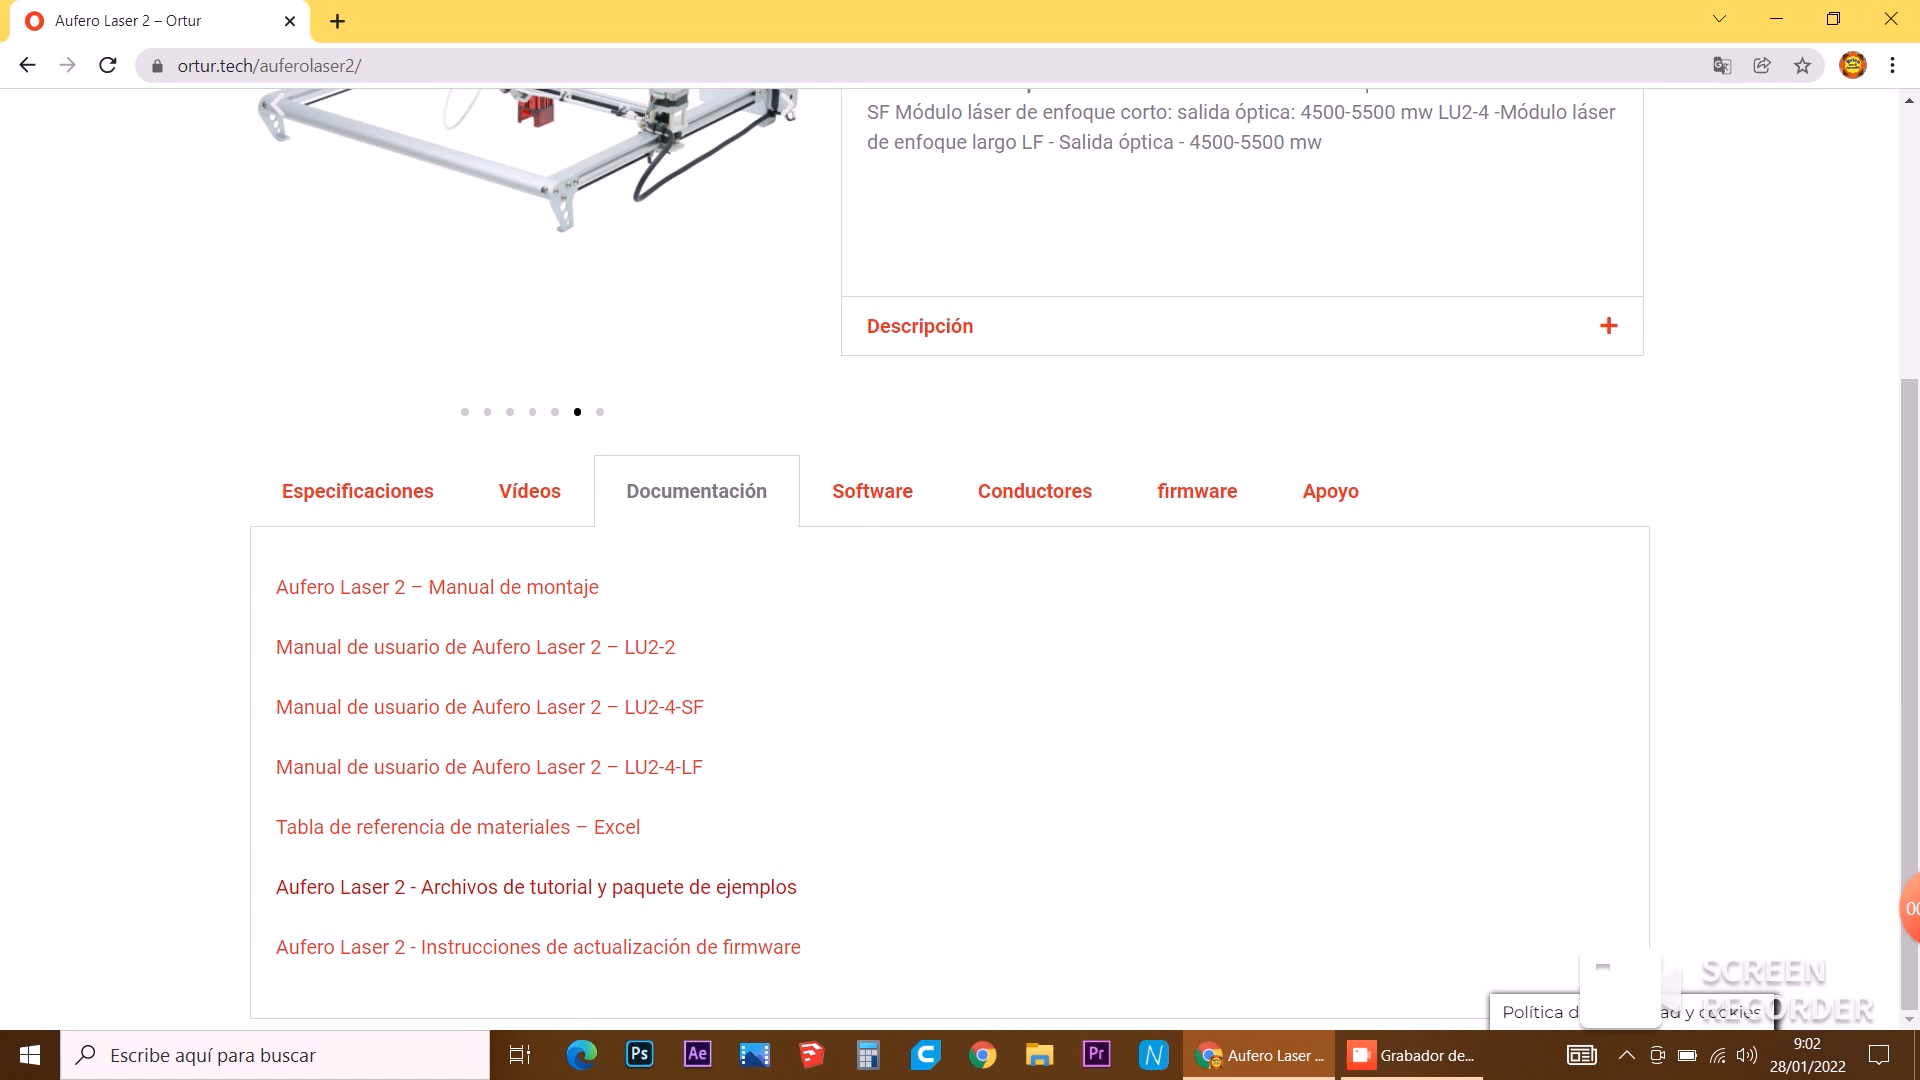 Aufero Laser 2 – Ortur
ortur.tech/auferolaser2/
SF Módulo láser de enfoque corto: salida óptica: 4500-5500 mw LU2-4 -Módulo láser
de enfoque largo LF - Salida óptica - 4500-5500 mw
Descripción
Especificaciones
Vídeos
Documentación
Software
Conductores
firmware
Apoyo
Aufero Laser 2 – Manual de montaje
Manual de usuario de Aufero Laser 2 – LU2-2
Manual de usuario de Aufero Laser 2 – LU2-4-SF
Manual de usuario de Aufero Laser 2 – LU2-4-LF
Tabla de referencia de materiales – Excel
Aufero Laser 2 - Archivos de tutorial y paquete de ejemplos
Aufero Laser 2 - Instrucciones de actualización de firmware
00
SCREEN
RECORDER
Política d ad y cookies
Escribe aquí para buscar
Ps
Ae
Pr
N
Aufero Laser ...
Grabador de...
9:02
28/01/2022